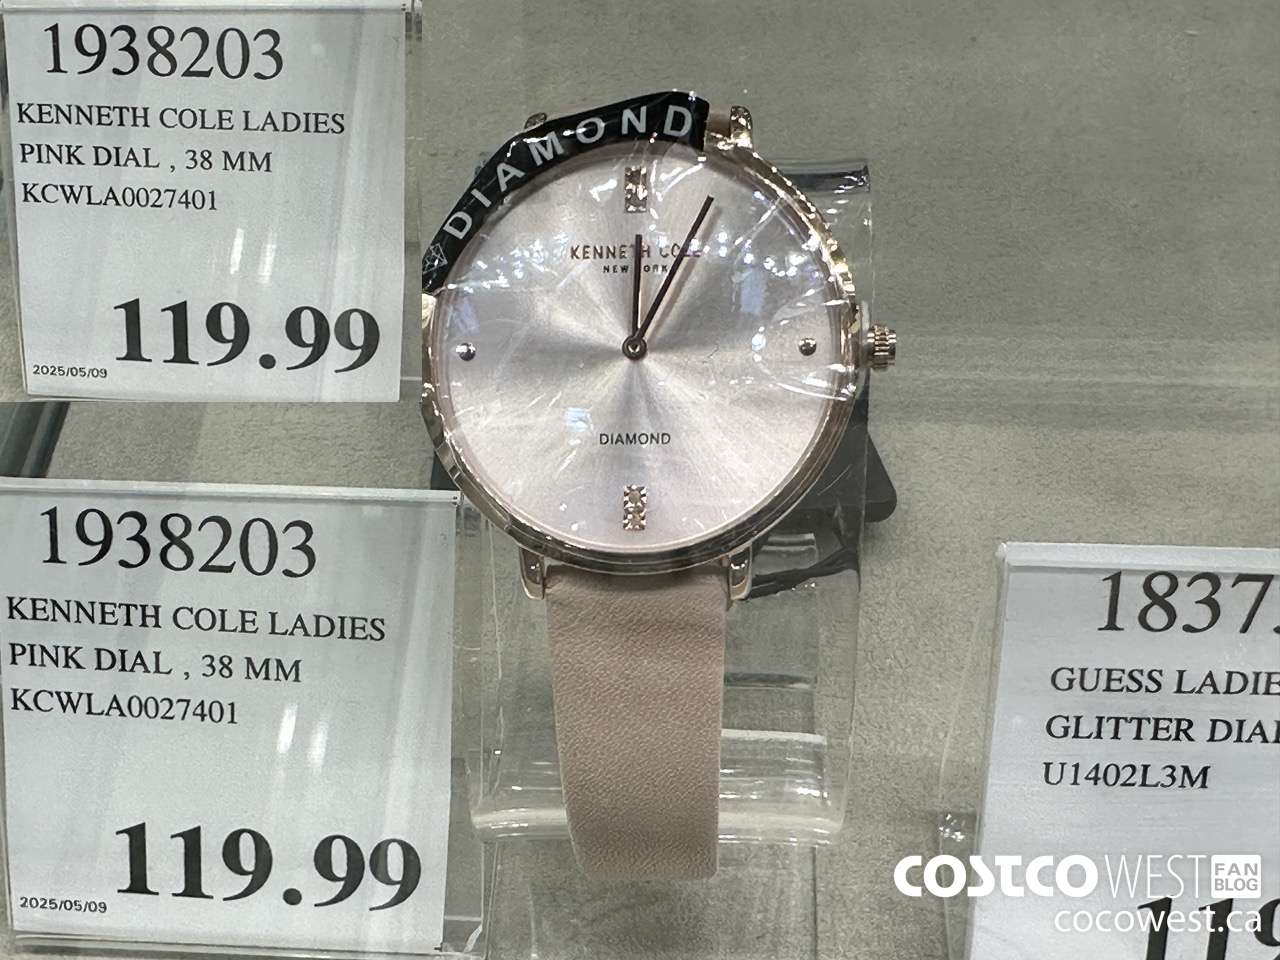 1938203
KENNETH COLE LADIES
PINK DIAL , 38 MM
KCWLA0027401
119.99
2025/05/09
DIAMOND
KENNETH COLE
NEW YORK
DIAMOND
1938203
KENNETH COLE LADIES
PINK DIAL , 38 MM
KCWLA0027401
119.99
2025/05/09
1837
GUESS LADIE
GLITTER DIAL
U1402L3M
119
COSTCO WEST FAN BLOG
cocowest.ca